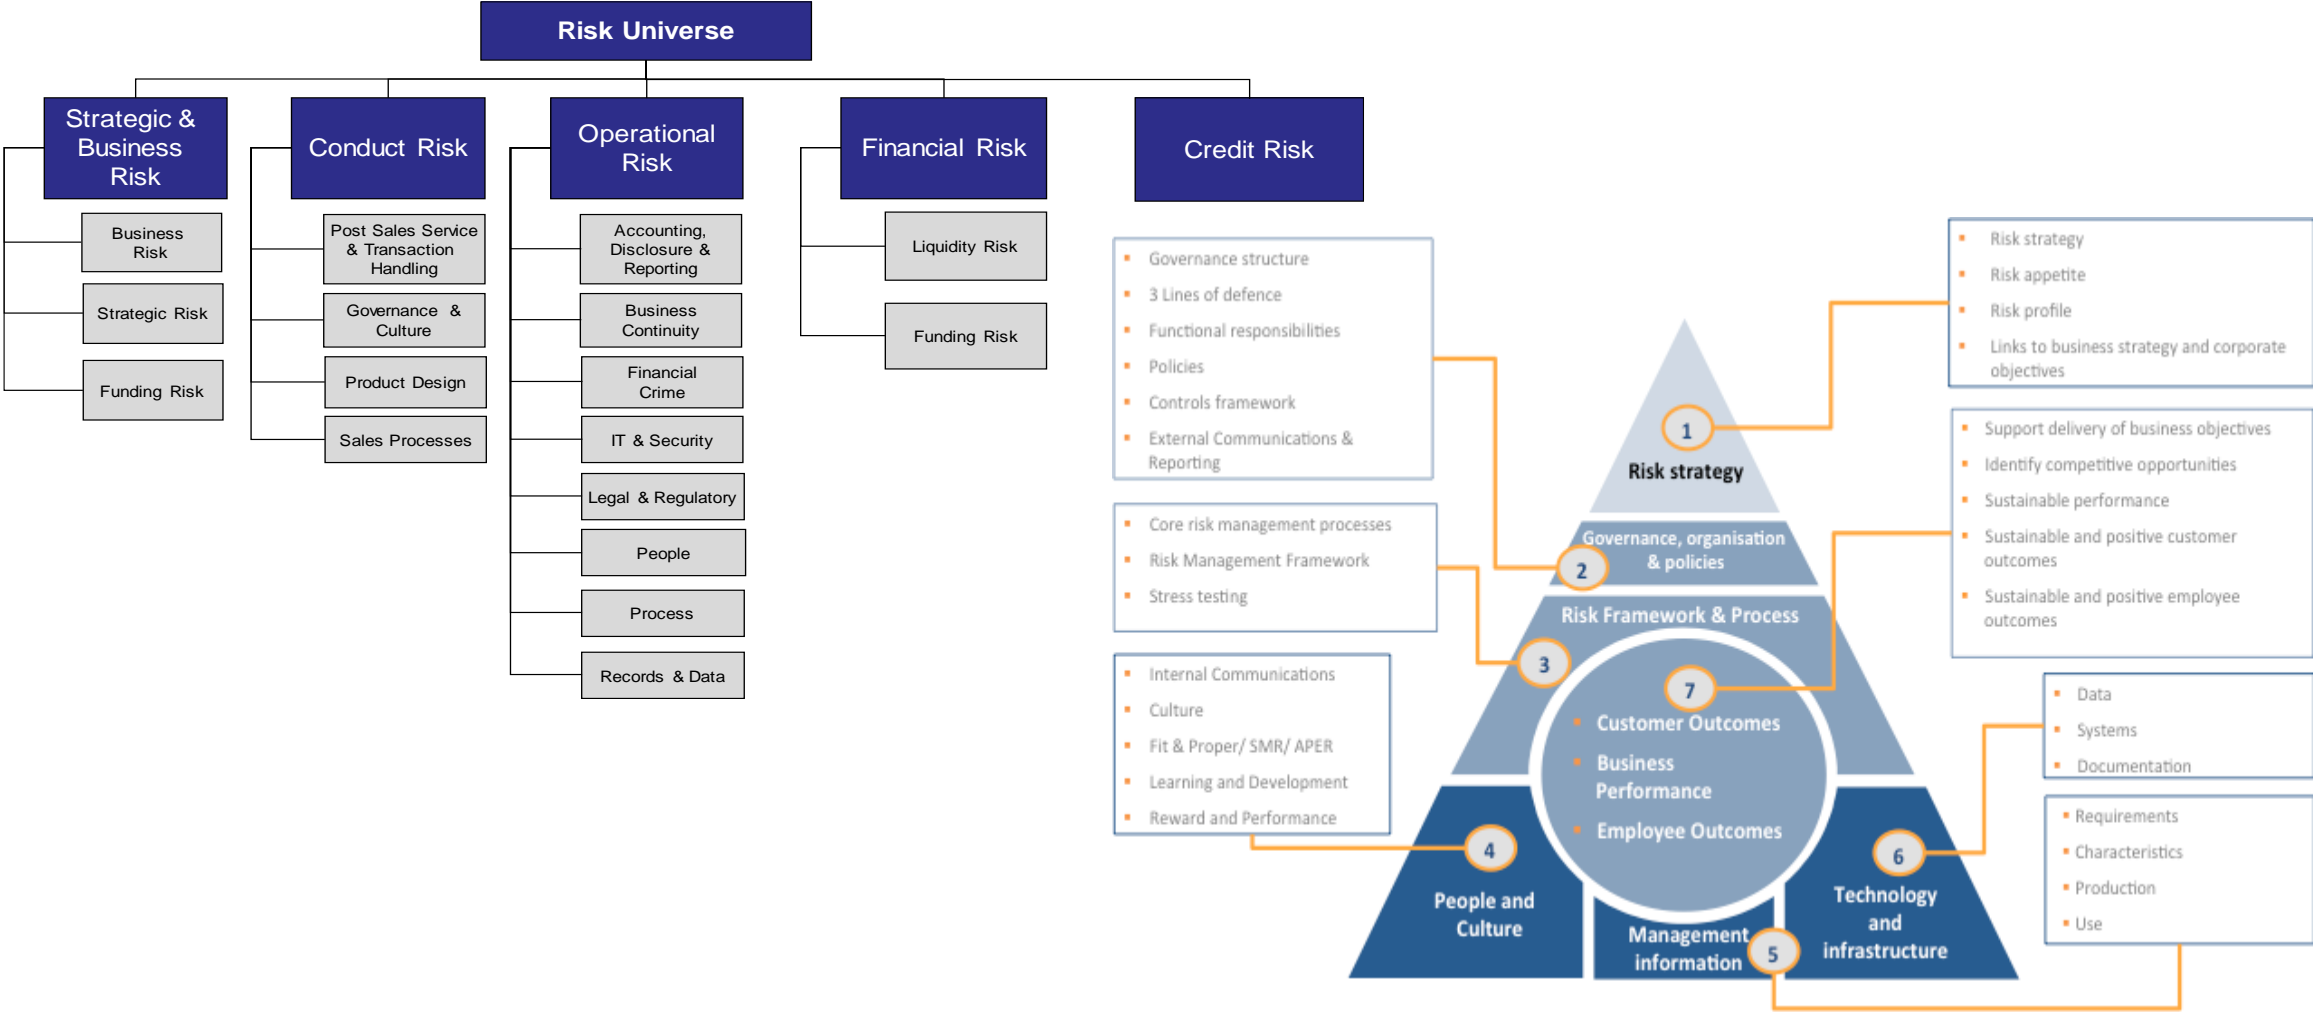 Risk Universe
Strategic &
Business
Risk
Business
Risk
Strategic Risk
Funding Risk
Conduct Risk
Post Sales Service
& Transaction
Handling
Governance &
Culture
Product Design
Sales Processes
Operational
Risk
Accounting,
Disclosure &
Reporting
Business
Continuity
Financial
Crime
IT & Security
Legal & Regulatory
People
Process
Records & Data
Financial Risk
Liquidity Risk
Funding Risk
Credit Risk
▪ Governance structure
▪ 3 Lines of defence
▪ Functional responsibilities
▪ Policies
▪ Controls framework
▪ External Communications &
Reporting
▪ Core risk management processes
▪ Risk Management Framework
▪ Stress testing
▪ Internal Communications
▪ Culture
▪ Fit & Proper/ SMR/ APER
▪ Learning and Development
▪ Reward and Performance
1
Risk strategy
Governance, organisation
& policies
2
Risk Framework & Process
3
7
▪ Customer Outcomes
▪ Business
Performance
▪ Employee Outcomes
4
People and
Culture
Management
information
5
6
Technology
and
infrastructure
▪ Risk strategy
▪ Risk appetite
▪ Risk profile
▪ Links to business strategy and corporate
objectives
▪ Support delivery of business objectives
▪ Identify competitive opportunities
▪ Sustainable performance
▪ Sustainable and positive customer
outcomes
▪ Sustainable and positive employee
outcomes
▪ Data
▪ Systems
▪ Documentation
▪ Requirements
▪ Characteristics
▪ Production
▪ Use